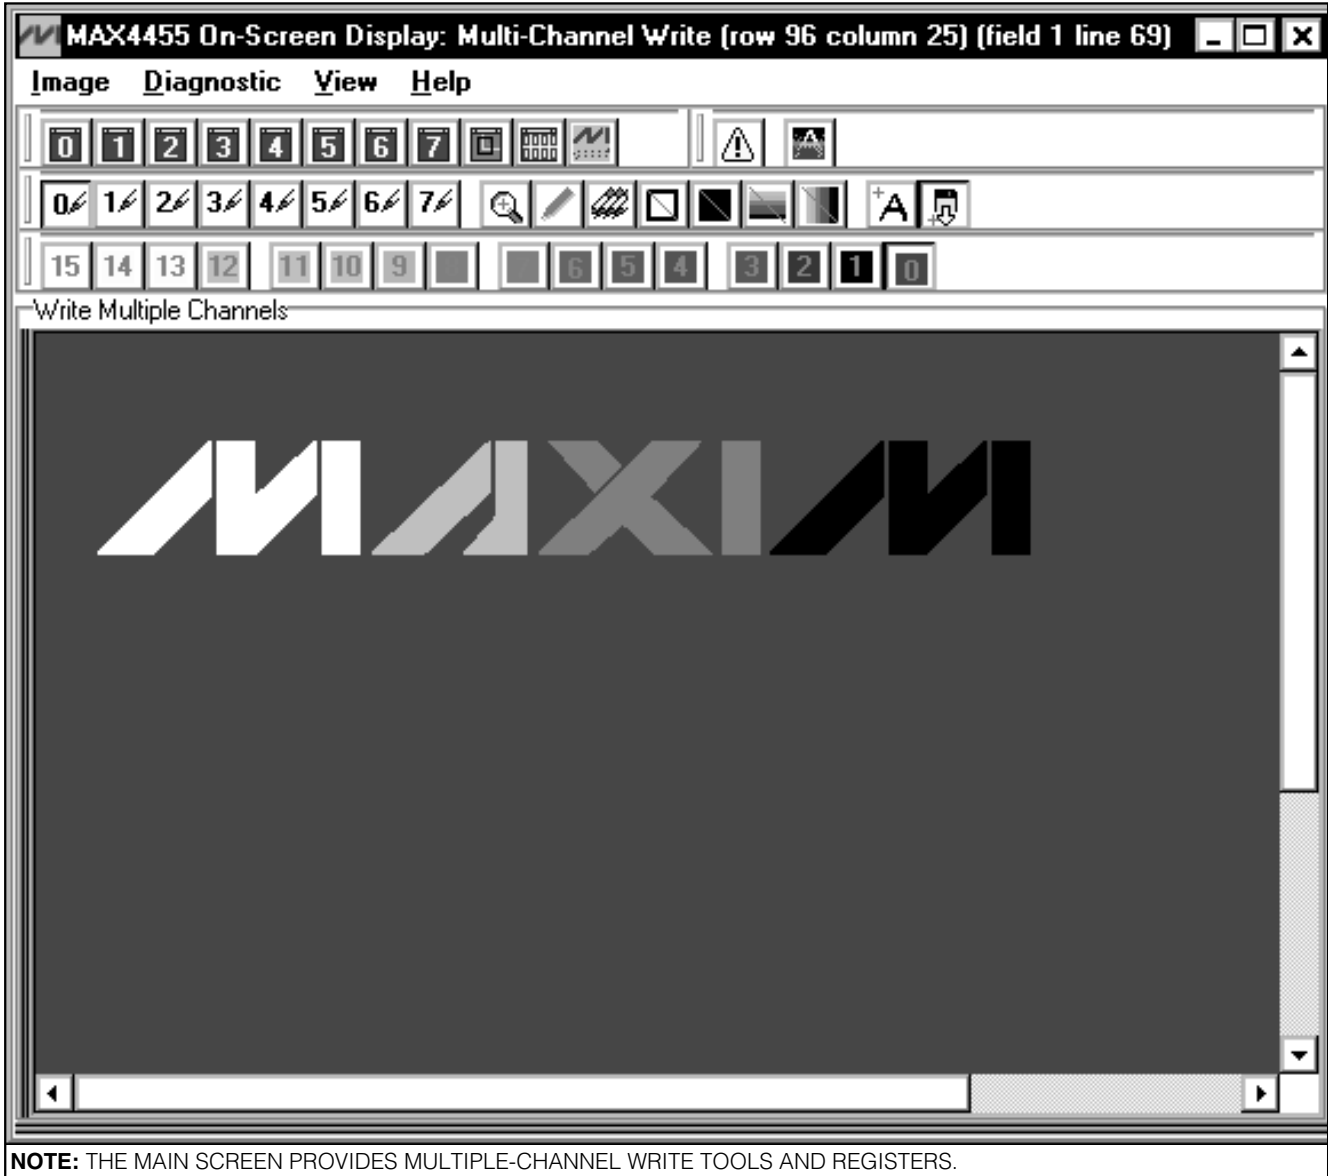 MAX4455 On-Screen Display: Multi-Channel Write (row 96 column 25) (field 1 line 69)
Image Diagnostic View Help
0 1 2 3 4 5 6 7
0 1 2 3 4 5 6 7 A
15 14 13 12 11 10 9 6 5 4 3 2 1 0
Write Multiple Channels
MAXIM
NOTE: THE MAIN SCREEN PROVIDES MULTIPLE-CHANNEL WRITE TOOLS AND REGISTERS.